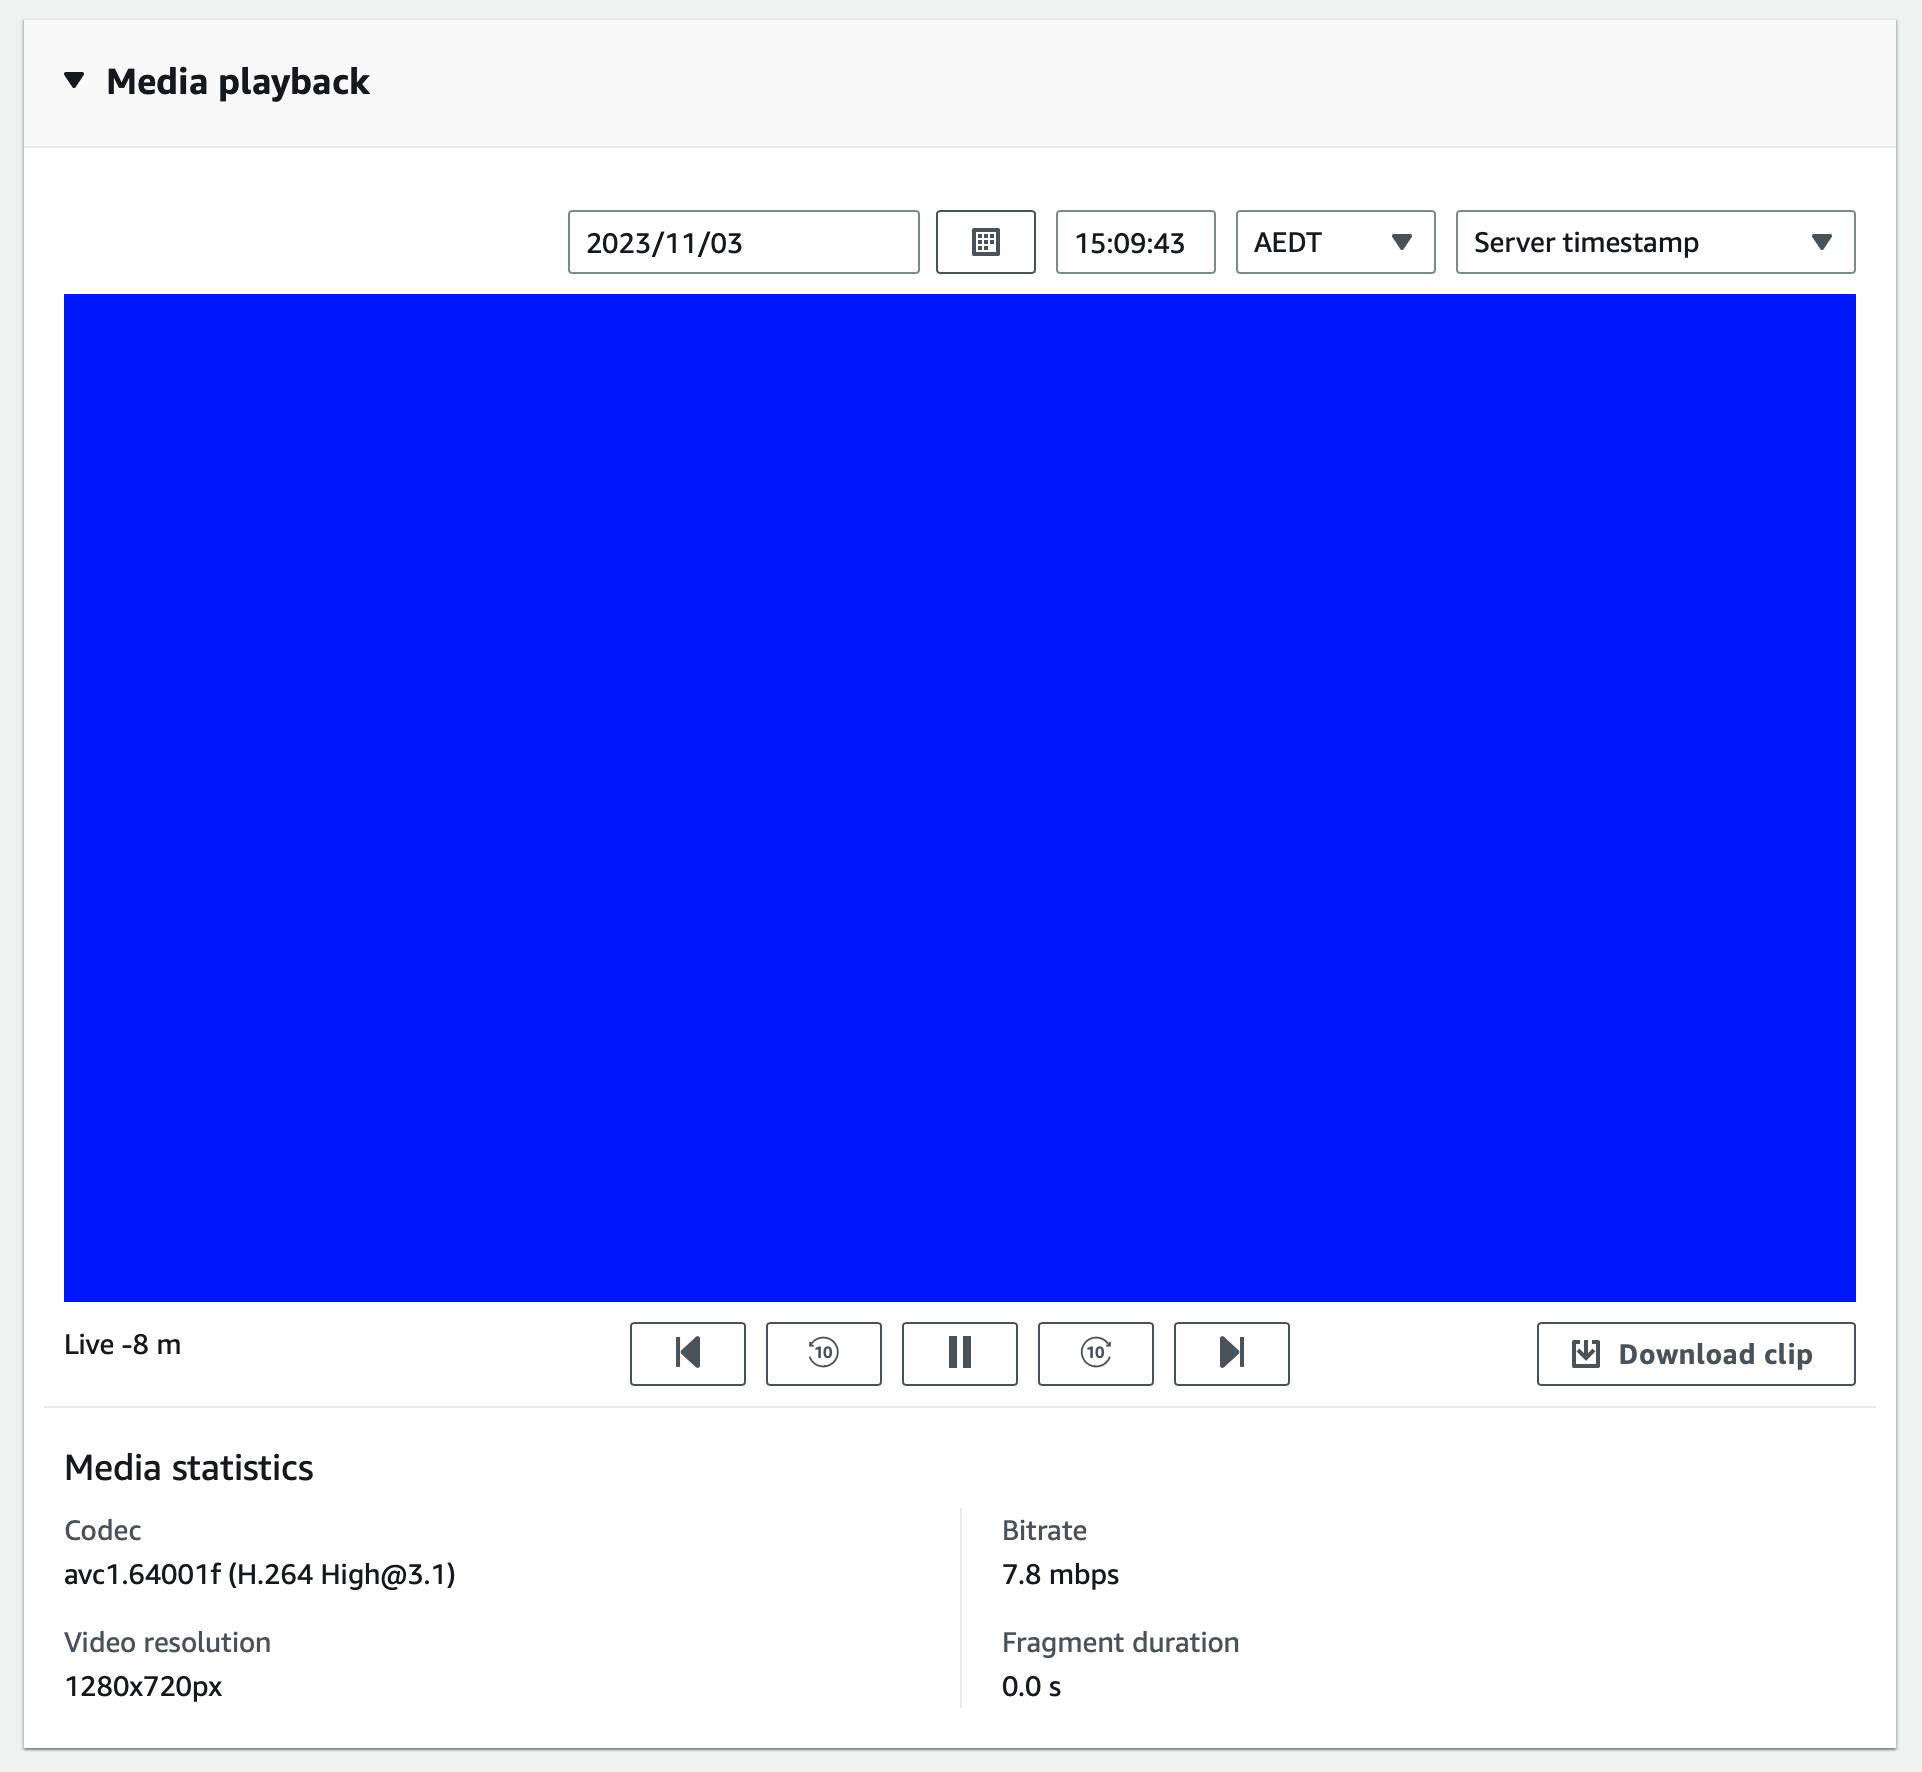 Media playback
2023/11/03 15:09:43 AEDT Server timestamp
Live -8 m 10 10 Download clip
Media statistics
Codec
avc1.64001f (H.264 High@3.1)
Video resolution
1280x720px
Bitrate
7.8 mbps
Fragment duration
0.0 s